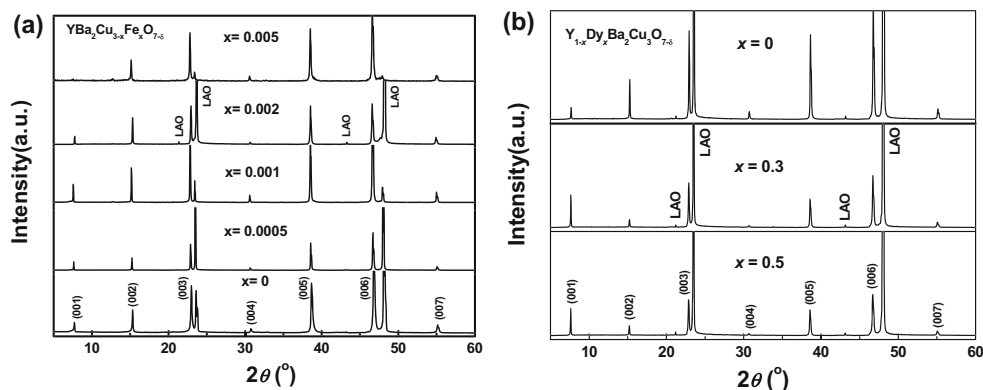 (a)
YBa₂Cu₃₋ₓFeₓO₇₋δ
x= 0.005
LAO
LAO
x= 0.002
LAO
LAO
x= 0.001
x= 0.0005
x= 0
(001)
(002)
(003)
(004)
(005)
(006)
(007)
5 10 20 30 40 50 60
Intensity(a.u.)
2θ (°)
(b)
Y₁₋ₓDyₓBa₂Cu₃O₇₋δ
x = 0
LAO
LAO
x = 0.3
LAO
LAO
x = 0.5
(001)
(002)
(003)
(004)
(005)
(006)
(007)
5 10 20 30 40 50 60
Intensity(a.u.)
2θ (°)